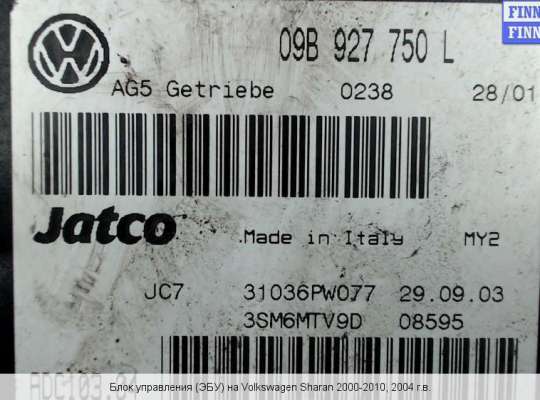 FINN
FINN
09B 927 750 L
AG5 Getriebe 0238 28/01
Jatco Made in Italy MY2
JC7 31036PW077 29.09.03
3SM6MTV9D 08595
Блок управления (ЭБУ) на Volkswagen Sharan 2000-2010, 2004 г.в.